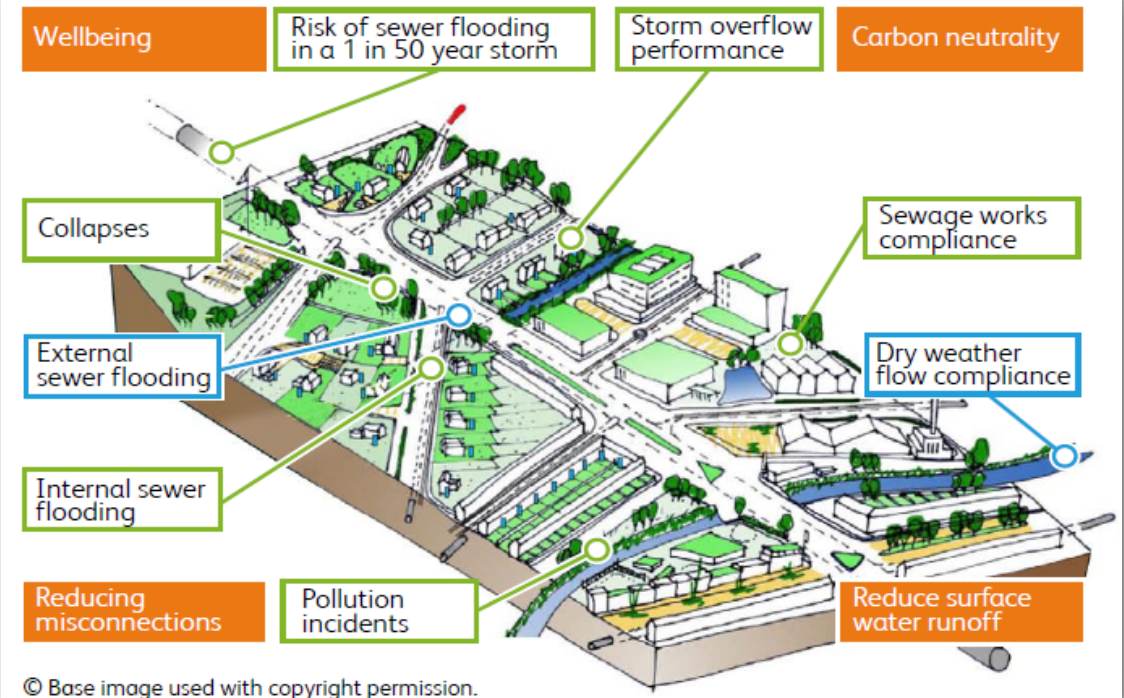 Wellbeing
Risk of sewer flooding
in a 1 in 50 year storm
Storm overflow
performance
Carbon neutrality
Collapses
Sewage works
compliance
External
sewer flooding
Dry weather
flow compliance
Internal sewer
flooding
Reducing
misconnections
Pollution
incidents
Reduce surface
water runoff
© Base image used with copyright permission.